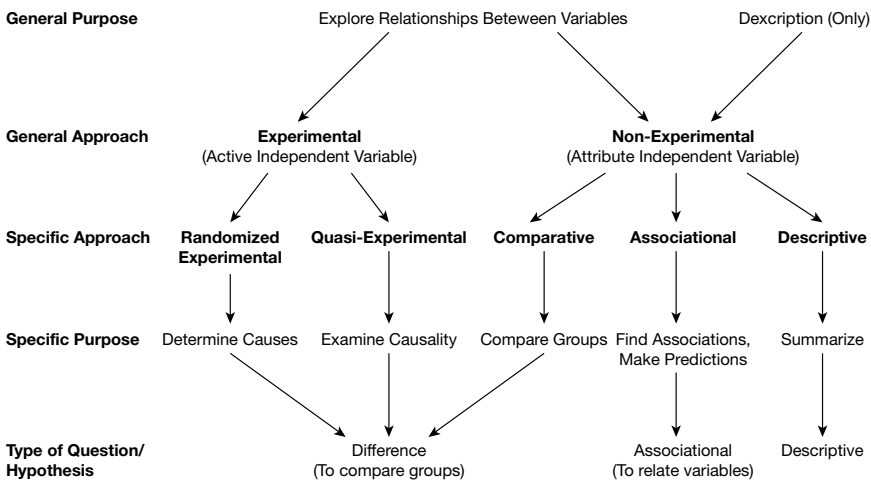 General Purpose Explore Relationships Beteween Variables Dexcription (Only)
General Approach Experimental Non-Experimental
(Active Independent Variable) (Attribute Independent Variable)
Specific Approach Randomized Quasi-Experimental Comparative Associational Descriptive
Experimental
Specific Purpose Determine Causes Examine Causality Compare Groups Find Associations, Summarize
Make Predictions
Type of Question/ Difference Associational Descriptive
Hypothesis (To compare groups) (To relate variables)